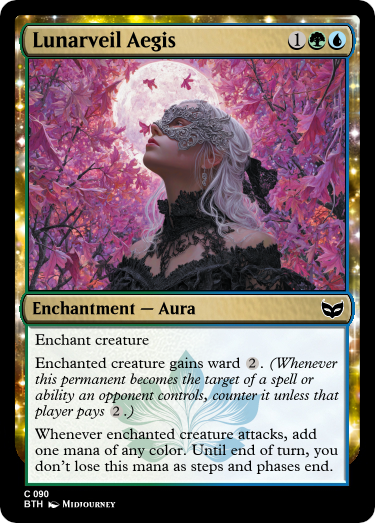 Lunarveil Aegis 1
Enchantment — Aura
Enchant creature
Enchanted creature gains ward 2. (Whenever
this permanent becomes the target of a spell or
ability an opponent controls, counter it unless that
player pays 2.)
Whenever enchanted creature attacks, add
one mana of any color. Until end of turn, you
don't lose this mana as steps and phases end.
C 090
BTH Midjourney